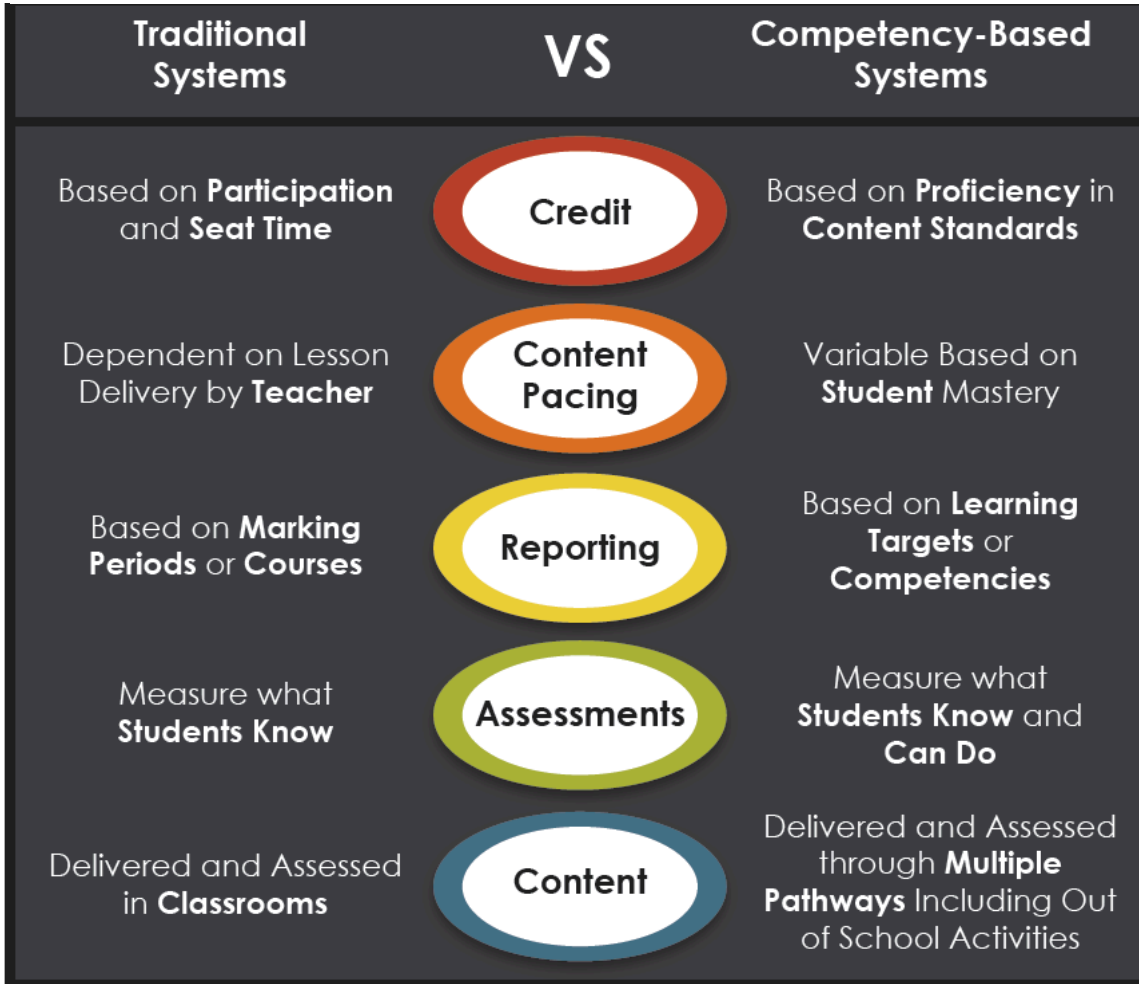 Traditional
Systems
VS
Competency-Based
Systems
Based on Participation
and Seat Time
Credit
Based on Proficiency in
Content Standards
Dependent on Lesson
Delivery by Teacher
Content
Pacing
Variable Based on
Student Mastery
Based on Marking
Periods or Courses
Reporting
Based on Learning
Targets or
Competencies
Measure what
Students Know
Assessments
Measure what
Students Know and
Can Do
Delivered and Assessed
in Classrooms
Content
Delivered and Assessed
through Multiple
Pathways Including Out
of School Activities